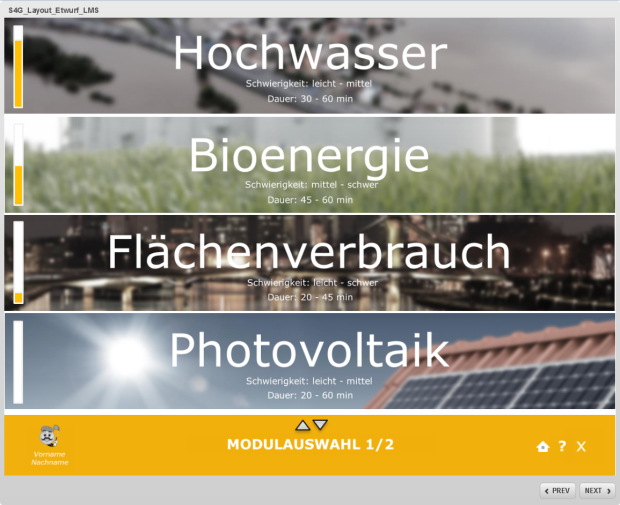 S4G_Layout_Etwurf_LMS
Hochwasser
Schwierigkeit: leicht - mittel
Dauer: 30 - 60 min
Bioenergie
Schwierigkeit: mittel - schwer
Dauer: 45 - 60 min
Flächenverbrauch
Schwierigkeit: leicht - schwer
Dauer: 20 - 45 min
Photovoltaik
Schwierigkeit: leicht - mittel
Dauer: 20 - 60 min
Vorname
Nachname
MODULAUSWAHL 1/2
? X
PREV NEXT